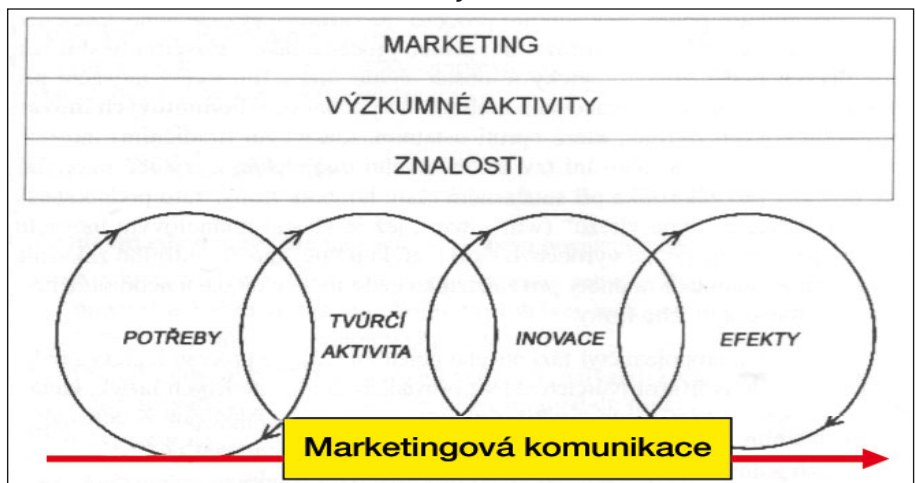 MARKETING
VÝZKUMNÉ AKTIVITY
ZNALOSTI
POTŘEBY
TVŮRČÍ
AKTIVITA
INOVACE
EFEKTY
Marketingová komunikace